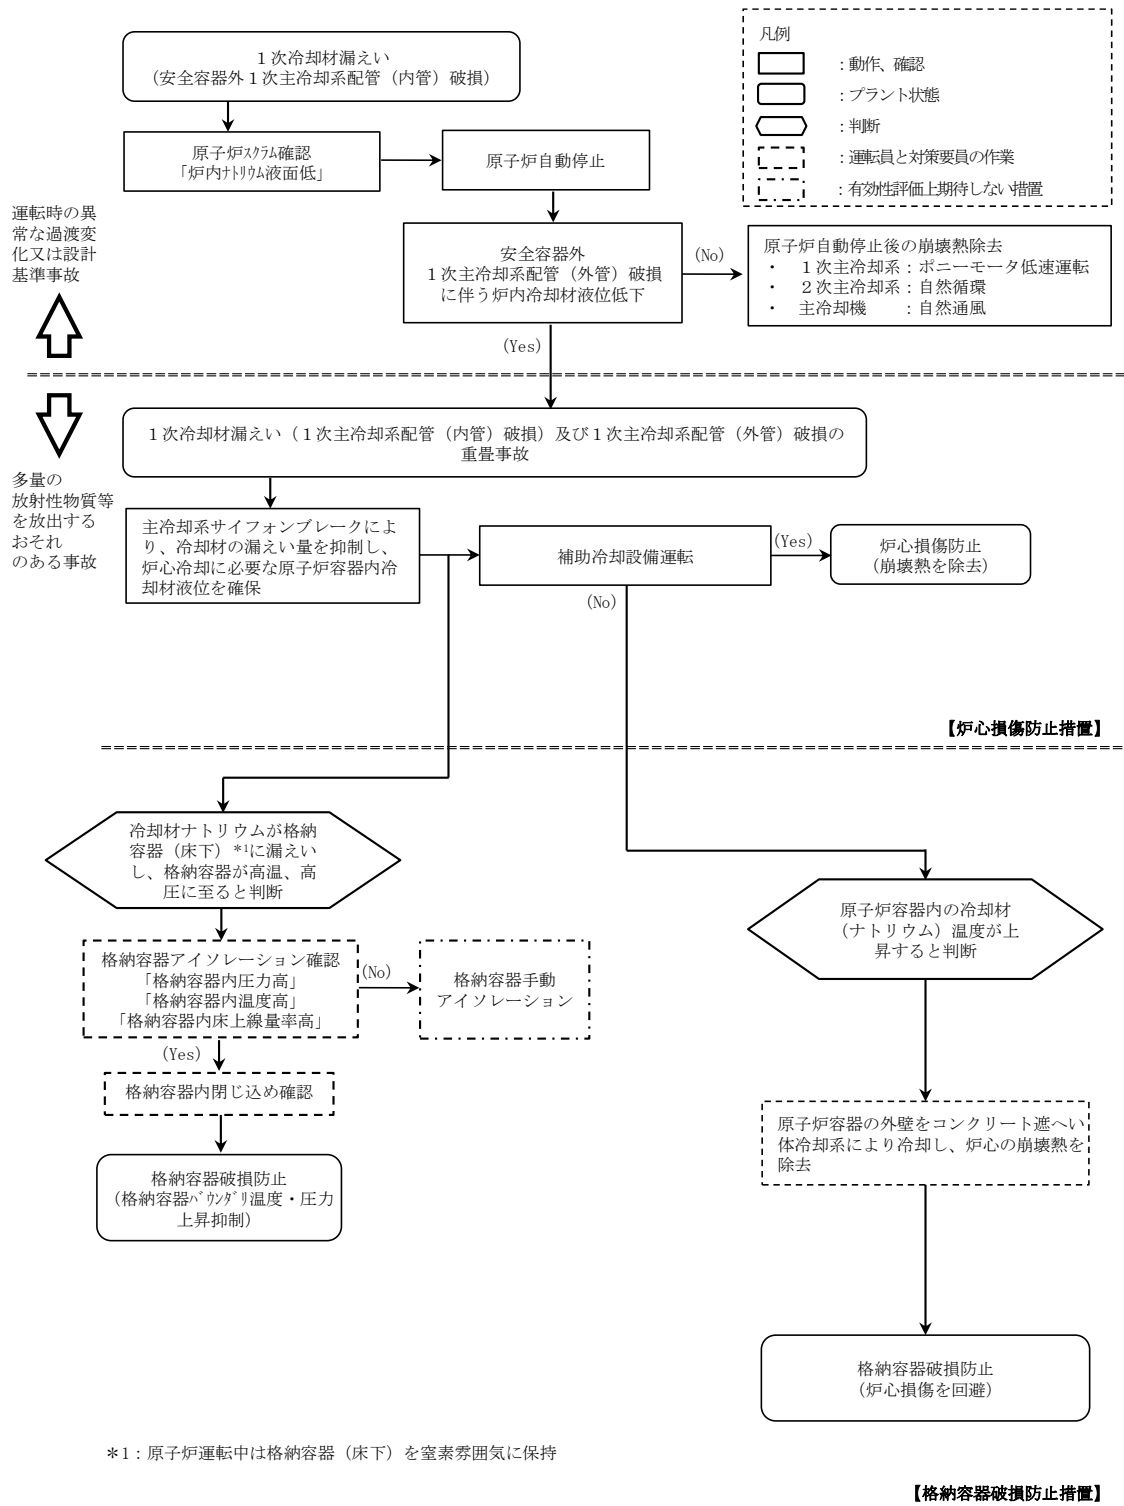 凡例
：動作、確認
：プラント状態
：判断
：運転員と対策要員の作業
：有効性評価上期待しない措置
１次冷却材漏えい
（安全容器外１次主冷却系配管（内管）破損）
原子炉ｽｸﾗﾑ確認
「炉内ﾅﾄﾘｳﾑ液面低」
原子炉自動停止
運転時の異
常な過渡変
化又は設計
基準事故
安全容器外
１次主冷却系配管（外管）破損
に伴う炉内冷却材液位低下
(No)
原子炉自動停止後の崩壊熱除去
・　１次主冷却系：ポニーモータ低速運転
・　２次主冷却系：自然循環
・　主冷却機　　：自然通風
(Yes)
１次冷却材漏えい（１次主冷却系配管（内管）破損）及び１次主冷却系配管（外管）破損の
重畳事故
多量の
放射性物質等
を放出する
おそれ
のある事故
主冷却系サイフォンブレークによ
り、冷却材の漏えい量を抑制し、
炉心冷却に必要な原子炉容器内冷
却材液位を確保
補助冷却設備運転
(Yes)
炉心損傷防止
（崩壊熱を除去）
(No)
【炉心損傷防止措置】
冷却材ナトリウムが格納
容器（床下）*1に漏えい
し、格納容器が高温、高
圧に至ると判断
原子炉容器内の冷却材
（ナトリウム）温度が上
昇すると判断
格納容器アイソレーション確認
「格納容器内圧力高」
「格納容器内温度高」
「格納容器内床上線量率高」
(No)
格納容器手動
アイソレーション
(Yes)
格納容器内閉じ込め確認
原子炉容器の外壁をコンクリート遮へい
体冷却系により冷却し、炉心の崩壊熱を
除去
格納容器破損防止
（格納容器ﾊﾞｳﾝﾀﾞﾘ温度・圧力
上昇抑制）
格納容器破損防止
（炉心損傷を回避）
＊1：原子炉運転中は格納容器（床下）を窒素雰囲気に保持
【格納容器破損防止措置】